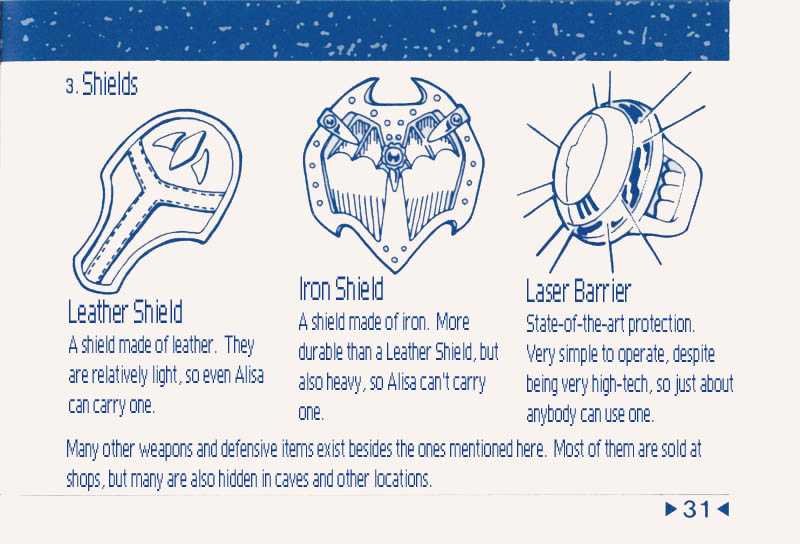 3. Shields
Leather Shield
A shield made of leather. They
are relatively light, so even Alisa
can carry one.
Iron Shield
A shield made of iron. More
durable than a Leather Shield, but
also heavy, so Alisa can't carry
one.
Laser Barrier
State-of-the-art protection.
Very simple to operate, despite
being very high-tech, so just about
anybody can use one.
Many other weapons and defensive items exist besides the ones mentioned here. Most of them are sold at
shops, but many are also hidden in caves and other locations.
▶31◀